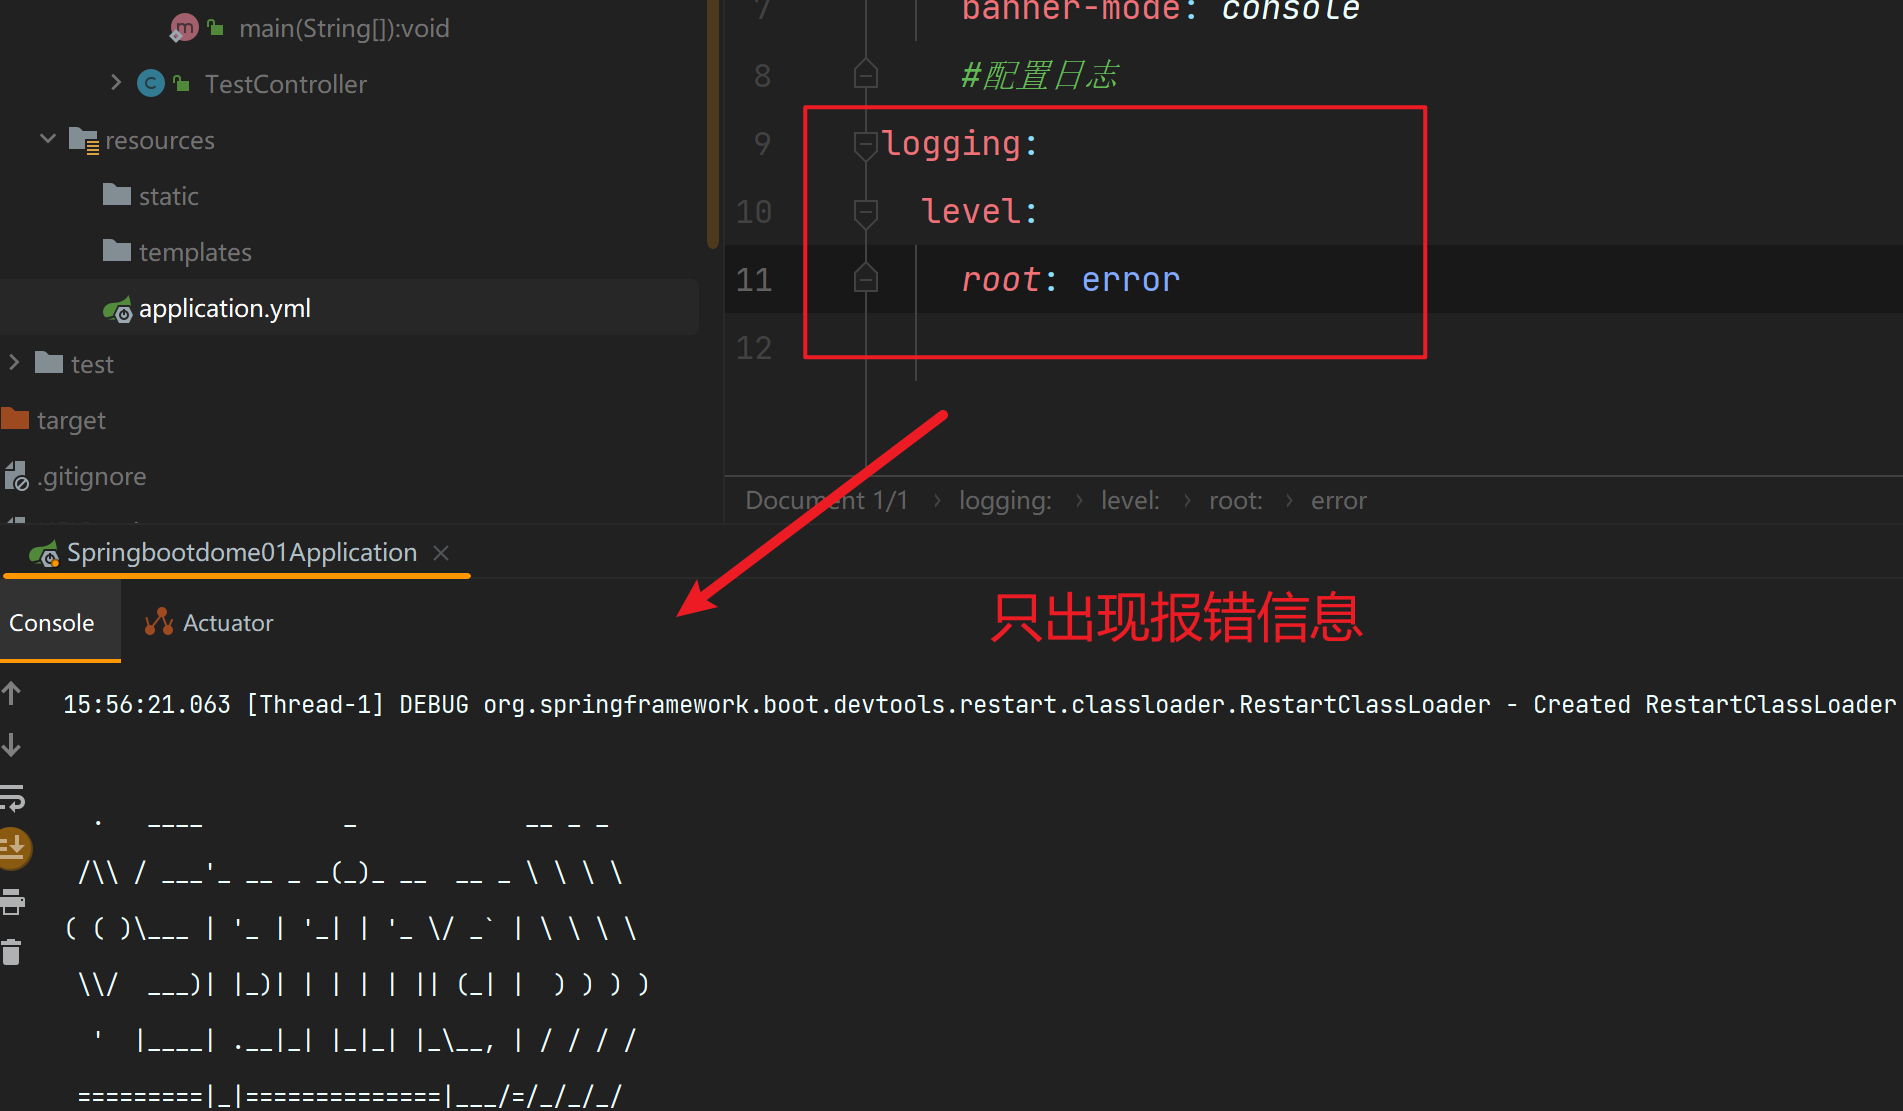 main(String[]):void
TestController
resources
static
templates
application.yml
test
target
.gitignore
7 banner-mode: console
8 #配置日志
9 logging:
10 level:
11 root: error
12
Document 1/1 › logging: › level: › root: › error
Springbootdome01Application ×
Console Actuator
只出现报错信息
15:56:21.063 [Thread-1] DEBUG org.springframework.boot.devtools.restart.classloader.RestartClassLoader - Created RestartClassLoader
  .   ____          _            __ _ _
 /\\ / ___'_ __ _ _(_)_ __  __ _ \ \ \ \
( ( )\___ | '_ | '_| | '_ \/ _` | \ \ \ \
 \\/  ___)| |_)| | | | | || (_| |  ) ) ) )
  '  |____| .__|_| |_|_| |_\__, | / / / /
 =========|_|==============|___/=/_/_/_/